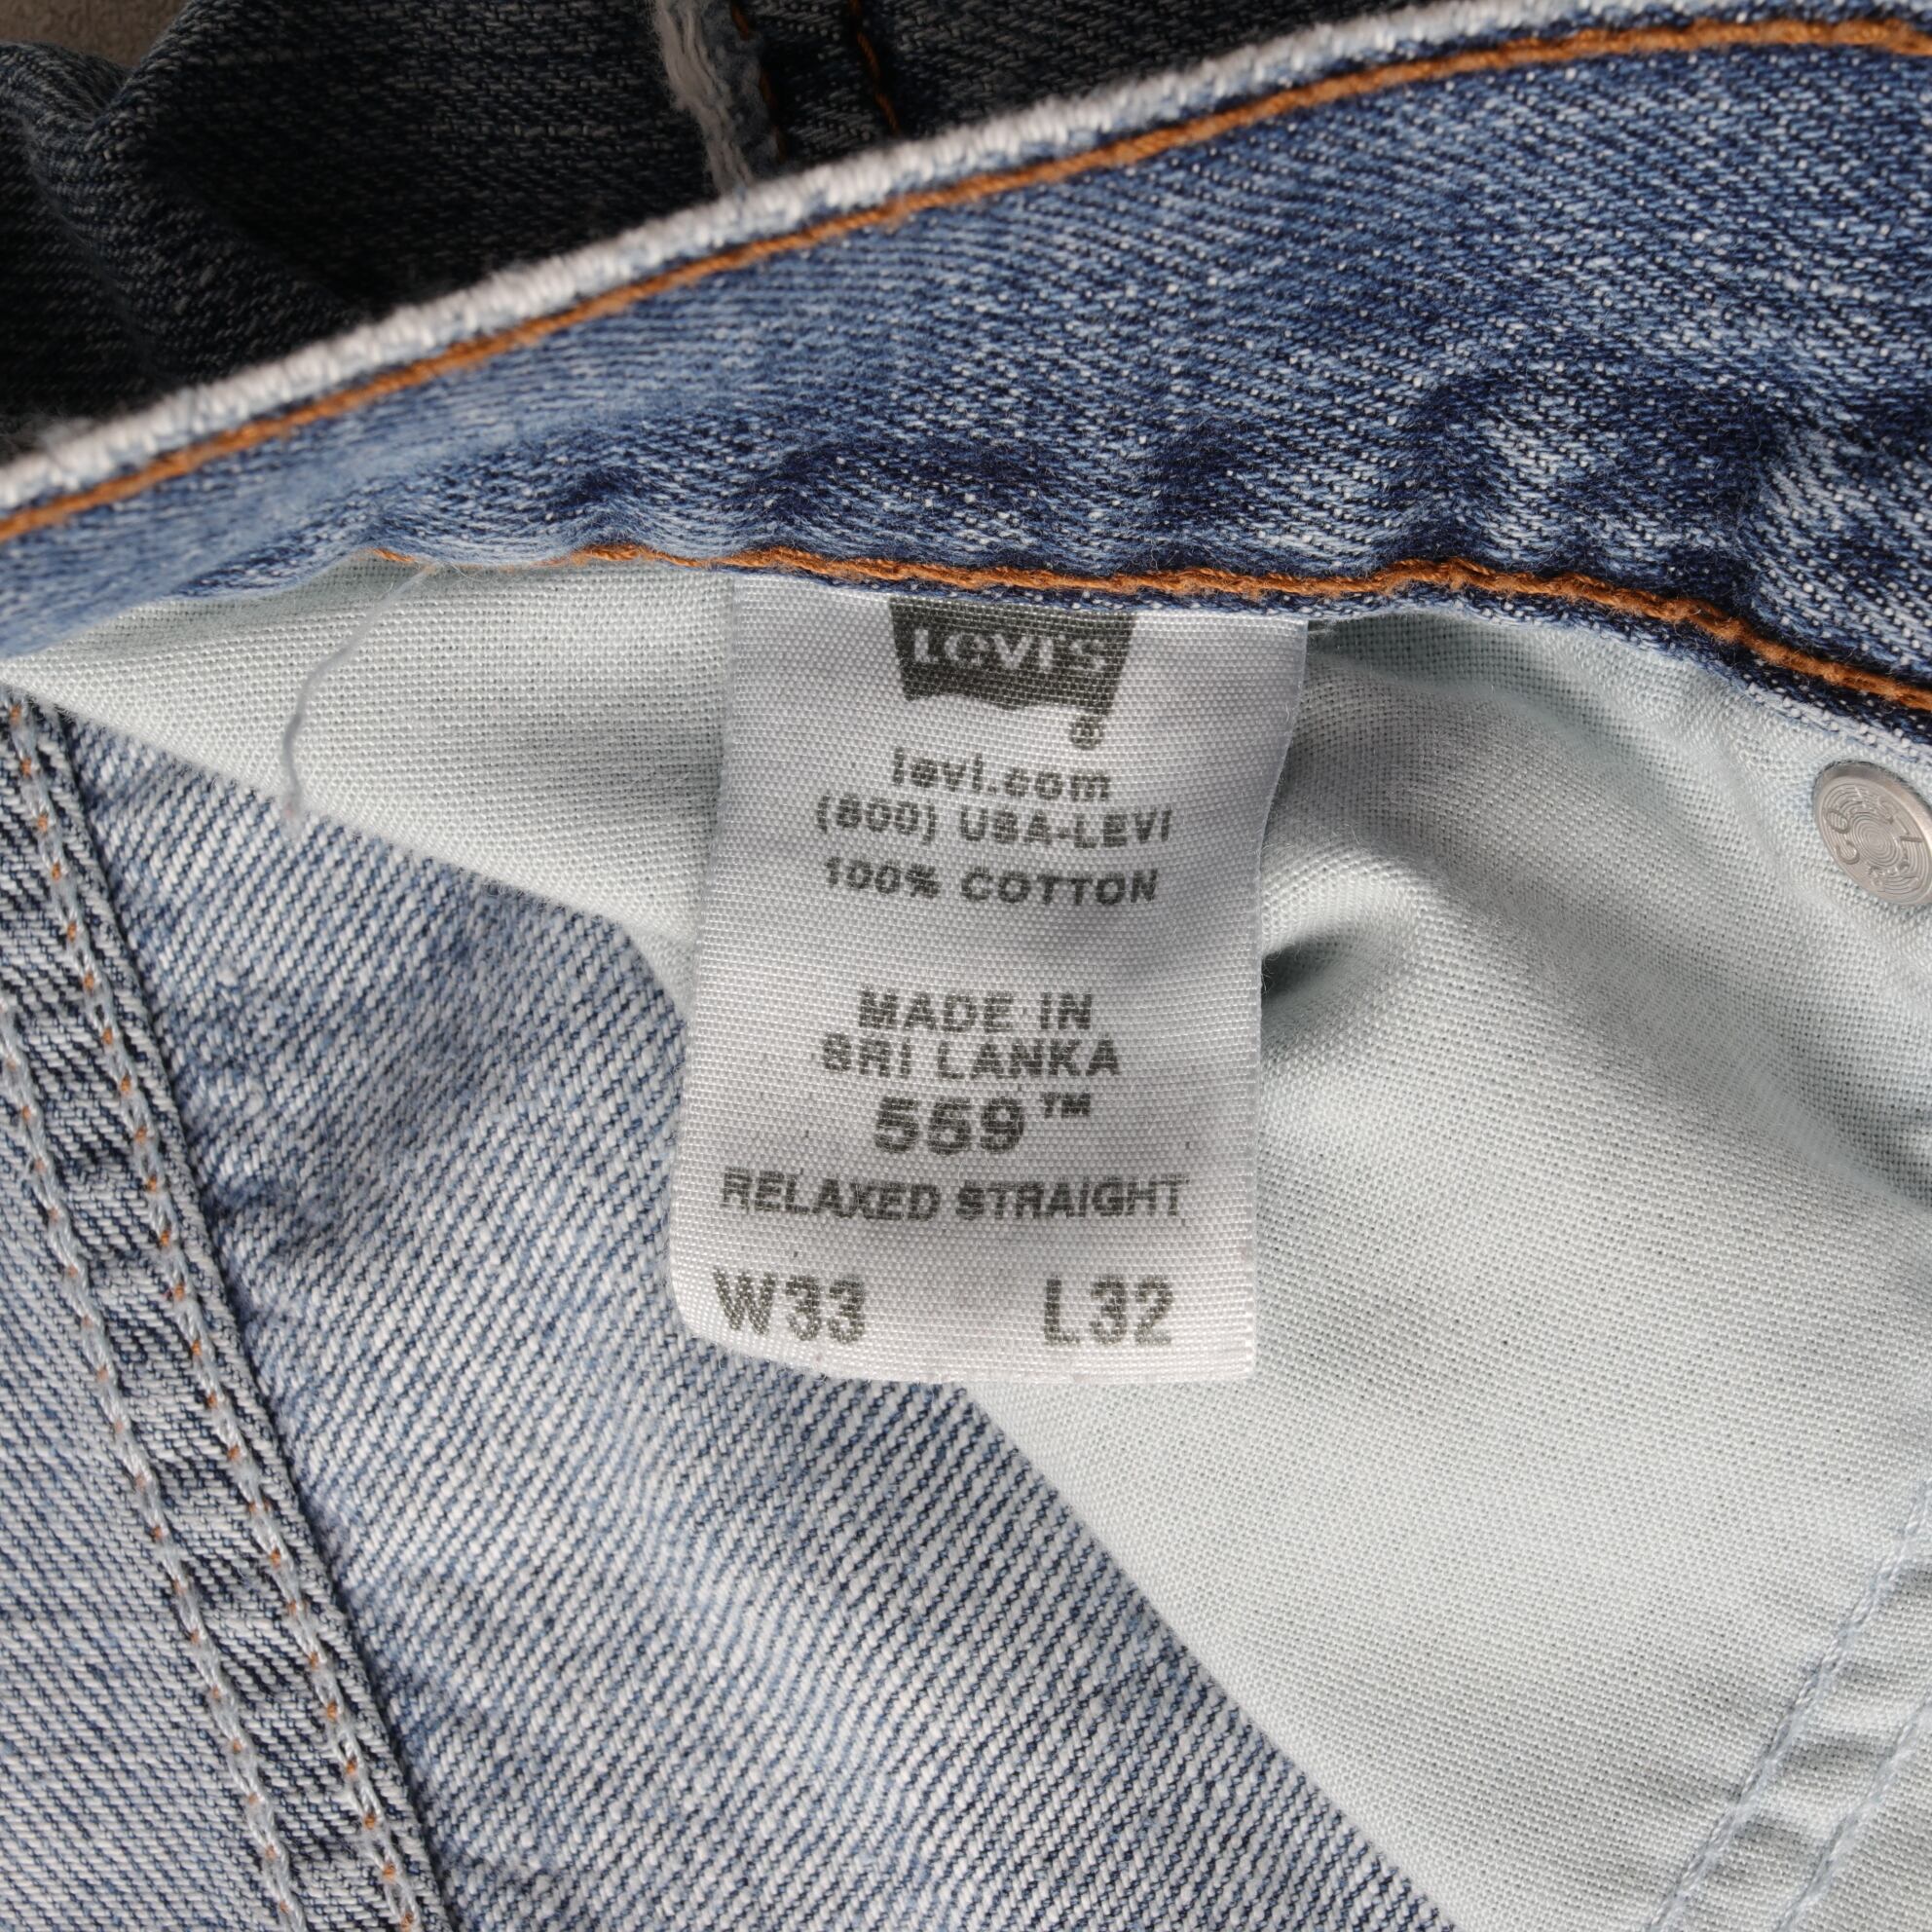 Levi's
®
levi.com
(800) USA-LEVI
100% COTTON
MADE IN
SRI LANKA
559™
RELAXED STRAIGHT
W33 L32